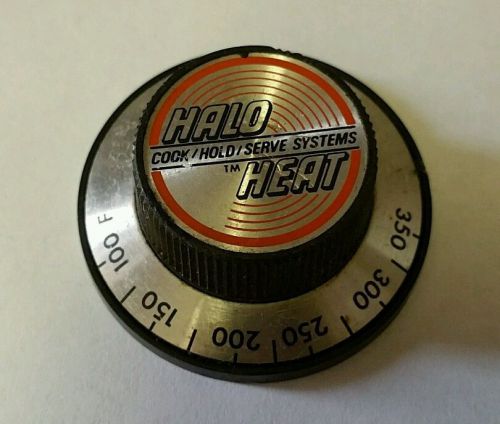 HALO
COOK/HOLD/SERVE SYSTEMS
™ HEAT
100 F
150
200
250
300
350